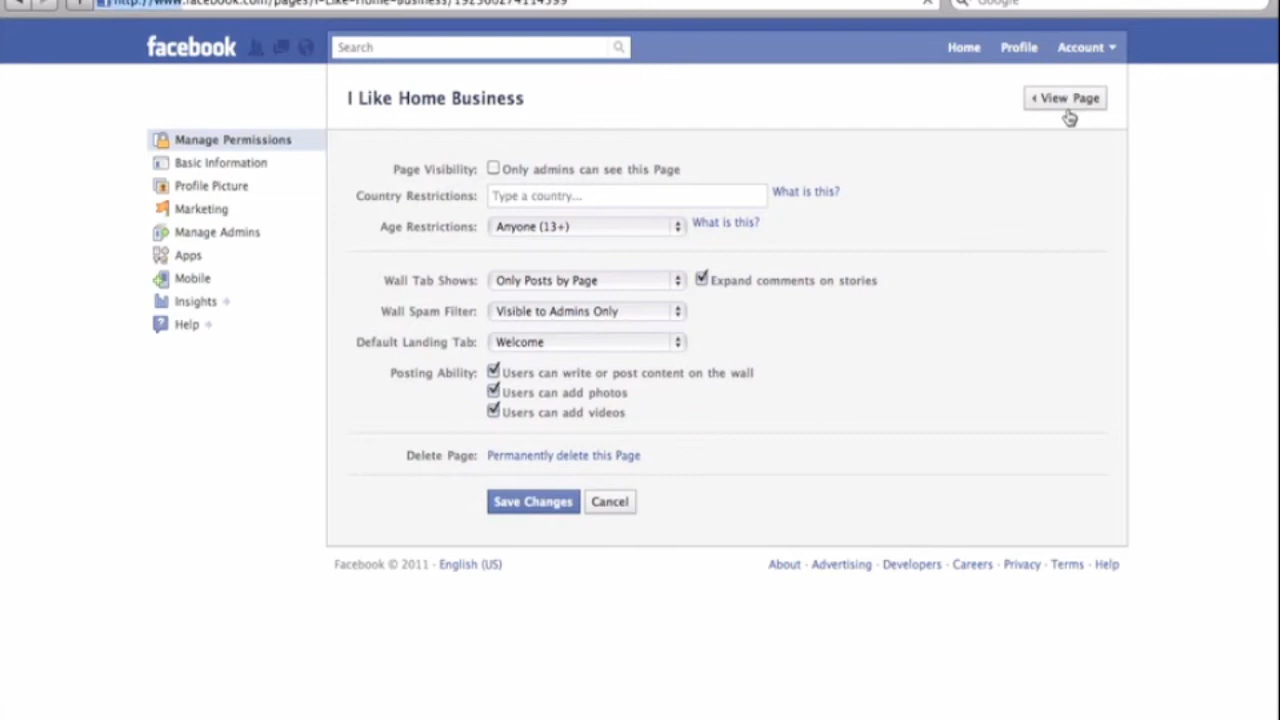 facebook
Search
Home Profile Account
I Like Home Business
View Page
Manage Permissions
Basic Information
Profile Picture
Marketing
Manage Admins
Apps
Mobile
Insights
Help
Page Visibility: Only admins can see this Page
Country Restrictions: Type a country... What is this?
Age Restrictions: Anyone (13+) What is this?
Wall Tab Shows: Only Posts by Page Expand comments on stories
Wall Spam Filter: Visible to Admins Only
Default Landing Tab: Welcome
Posting Ability: Users can write or post content on the wall
Users can add photos
Users can add videos
Delete Page: Permanently delete this Page
Save Changes Cancel
Facebook © 2011 · English (US)
About · Advertising · Developers · Careers · Privacy · Terms · Help